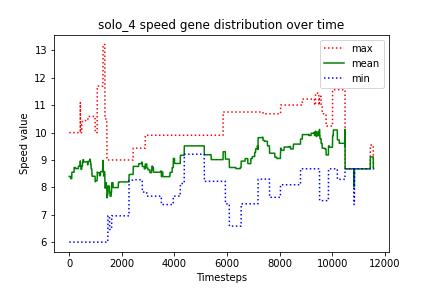 solo_4 speed gene distribution over time
max
mean
min
Speed value
13
12
11
10
9
8
7
6
0
2000
4000
6000
8000
10000
12000
Timesteps